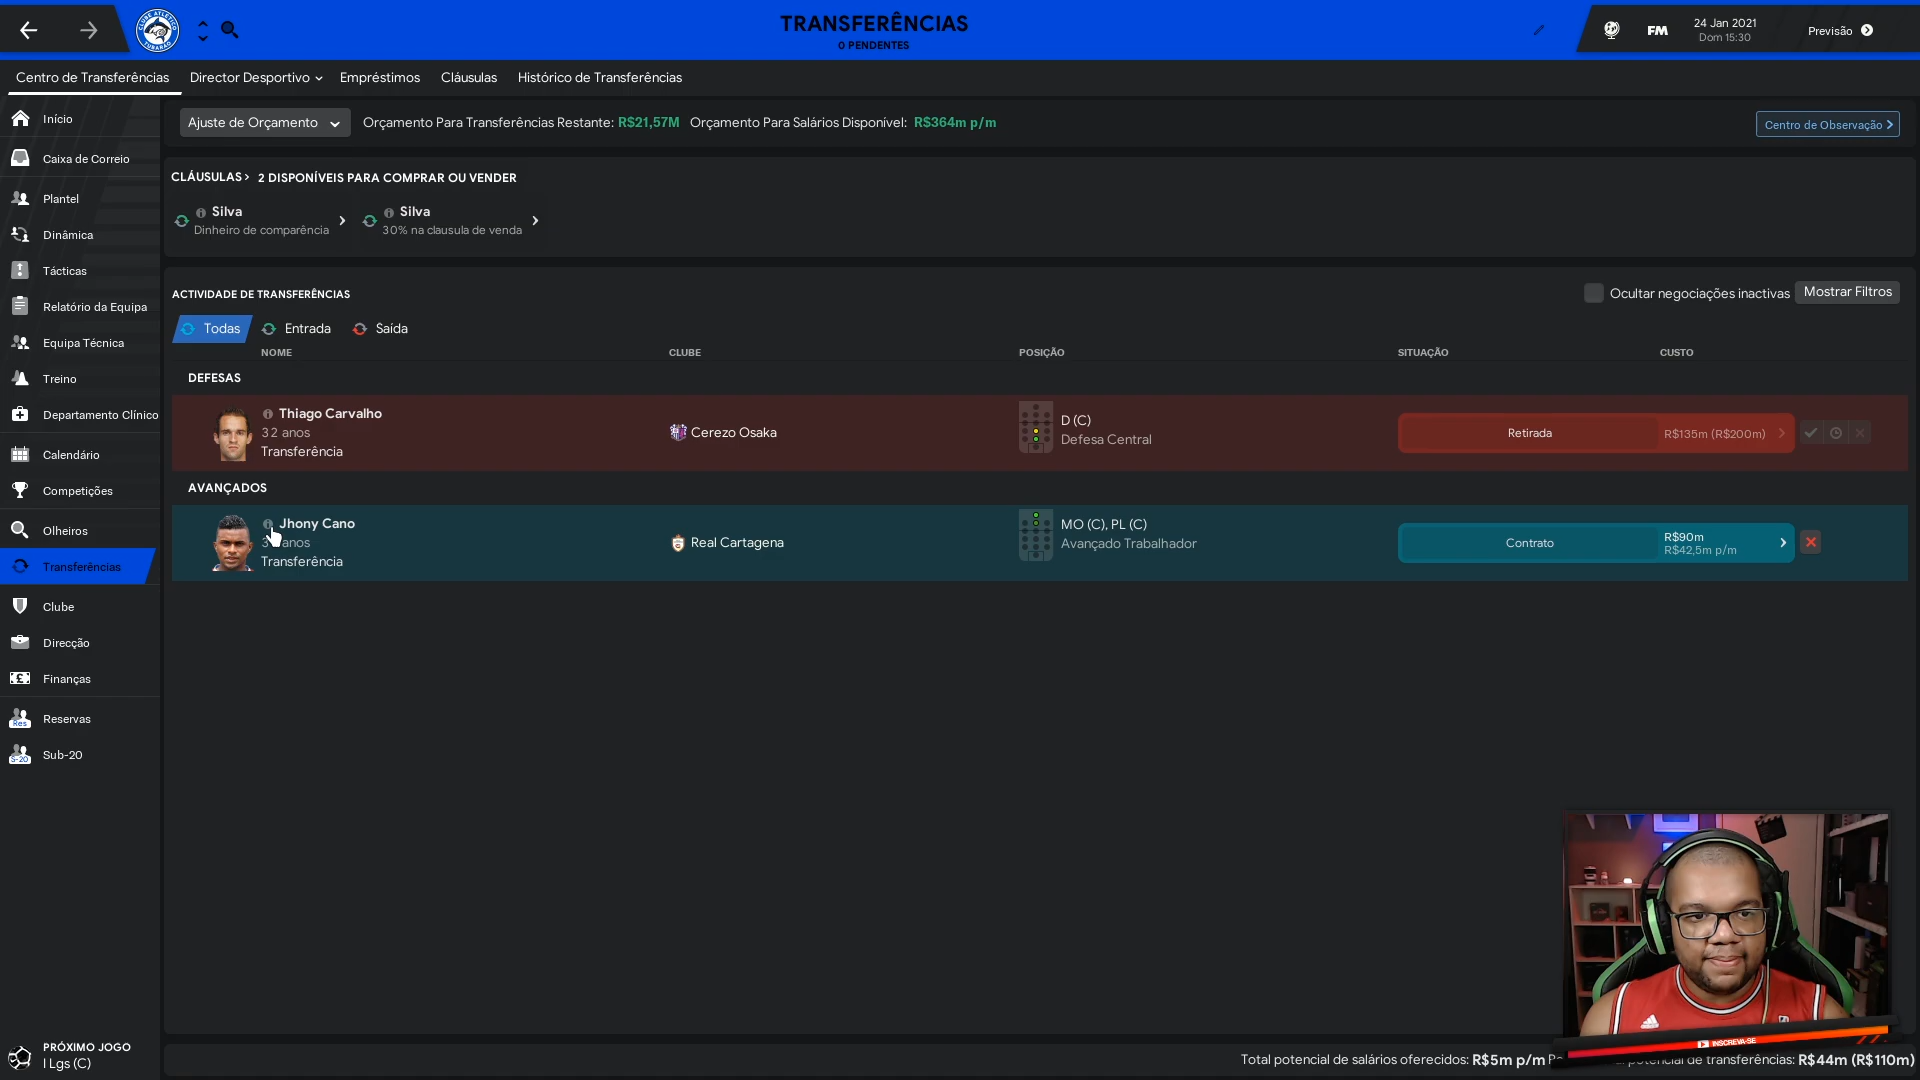 TRANSFERÊNCIAS
0 PENDENTES
FM
24 Jan 2021
Dom 15:30
Previsão
Centro de Transferências
Director Desportivo
Empréstimos
Cláusulas
Histórico de Transferências
Início
Caixa de Correio
Plantel
Dinâmica
Tácticas
Relatório da Equipa
Equipa Técnica
Treino
Departamento Clínico
Calendário
Competições
Olheiros
Transferências
Clube
Direcção
Finanças
Res
Reservas
S-20
Sub-20
PRÓXIMO JOGO
I Lgs (C)
Ajuste de Orçamento
Orçamento Para Transferências Restante: R$21,57M
Orçamento Para Salários Disponível: R$364m p/m
Centro de Observação
CLÁUSULAS > 2 DISPONÍVEIS PARA COMPRAR OU VENDER
Silva
Dinheiro de comparência
Silva
30% na clausula de venda
ACTIVIDADE DE TRANSFERÊNCIAS
Ocultar negociações inactivas
Mostrar Filtros
Todas
Entrada
Saída
NOME
CLUBE
POSIÇÃO
SITUAÇÃO
CUSTO
DEFESAS
Thiago Carvalho
32 anos
Transferência
Cerezo Osaka
D (C)
Defesa Central
Retirada
R$135m (R$200m)
AVANÇADOS
Jhony Cano
anos
Transferência
Real Cartagena
MO (C), PL (C)
Avançado Trabalhador
Contrato
R$90m
R$42,5m p/m
INSCREVA-SE
Total potencial de salários oferecidos: R$5m p/m
potencial de transferências: R$44m (R$110m)